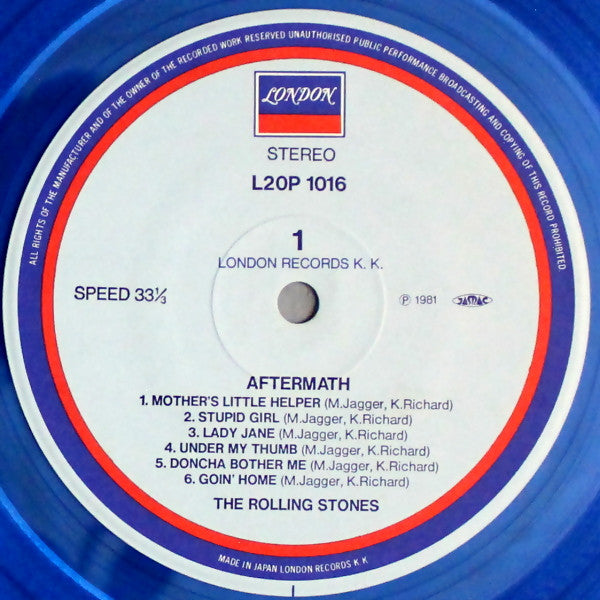 ALL RIGHTS OF THE MANUFACTURER AND OF THE OWNER OF THE RECORDED WORK RESERVED UNAUTHORISED PUBLIC PERFORMANCE BROADCASTING AND COPYING OF THIS RECORD PROHIBITED
LONDON
STEREO
L20P 1016
1
LONDON RECORDS K. K.
SPEED 33⅓
Ⓟ 1981 JASRAC
AFTERMATH
1. MOTHER'S LITTLE HELPER (M.Jagger, K.Richard)
2. STUPID GIRL (M.Jagger, K.Richard)
3. LADY JANE (M.Jagger, K.Richard)
4. UNDER MY THUMB (M.Jagger, K.Richard)
5. DONCHA BOTHER ME (M.Jagger, K.Richard)
6. GOIN' HOME (M.Jagger, K.Richard)
THE ROLLING STONES
MADE IN JAPAN LONDON RECORDS K.K